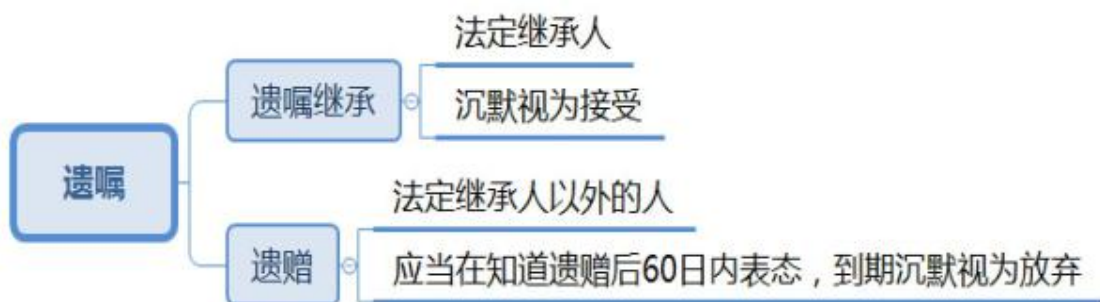 遗嘱
遗嘱继承
法定继承人
沉默视为接受
遗赠
法定继承人以外的人
应当在知道遗赠后60日内表态，到期沉默视为放弃